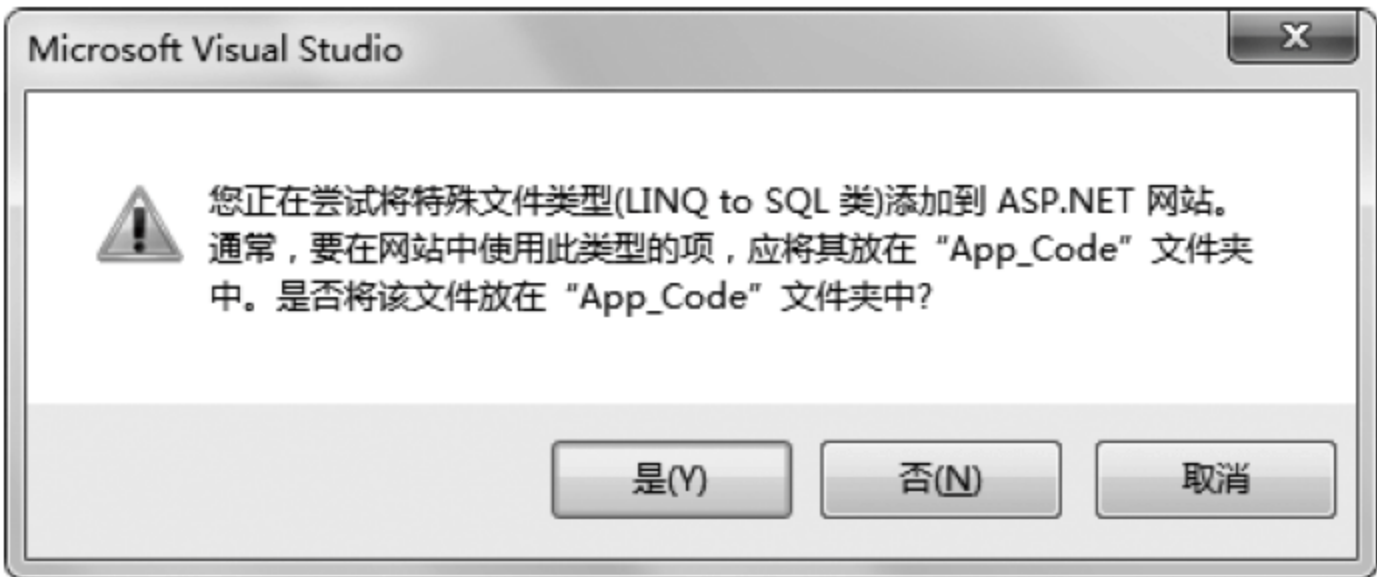 Microsoft Visual Studio
x
您正在尝试将特殊文件类型(LINQ to SQL 类)添加到 ASP.NET 网站。
通常，要在网站中使用此类型的项，应将其放在“App_Code”文件夹
中。是否将该文件放在“App_Code”文件夹中?
是(Y) 否(N) 取消